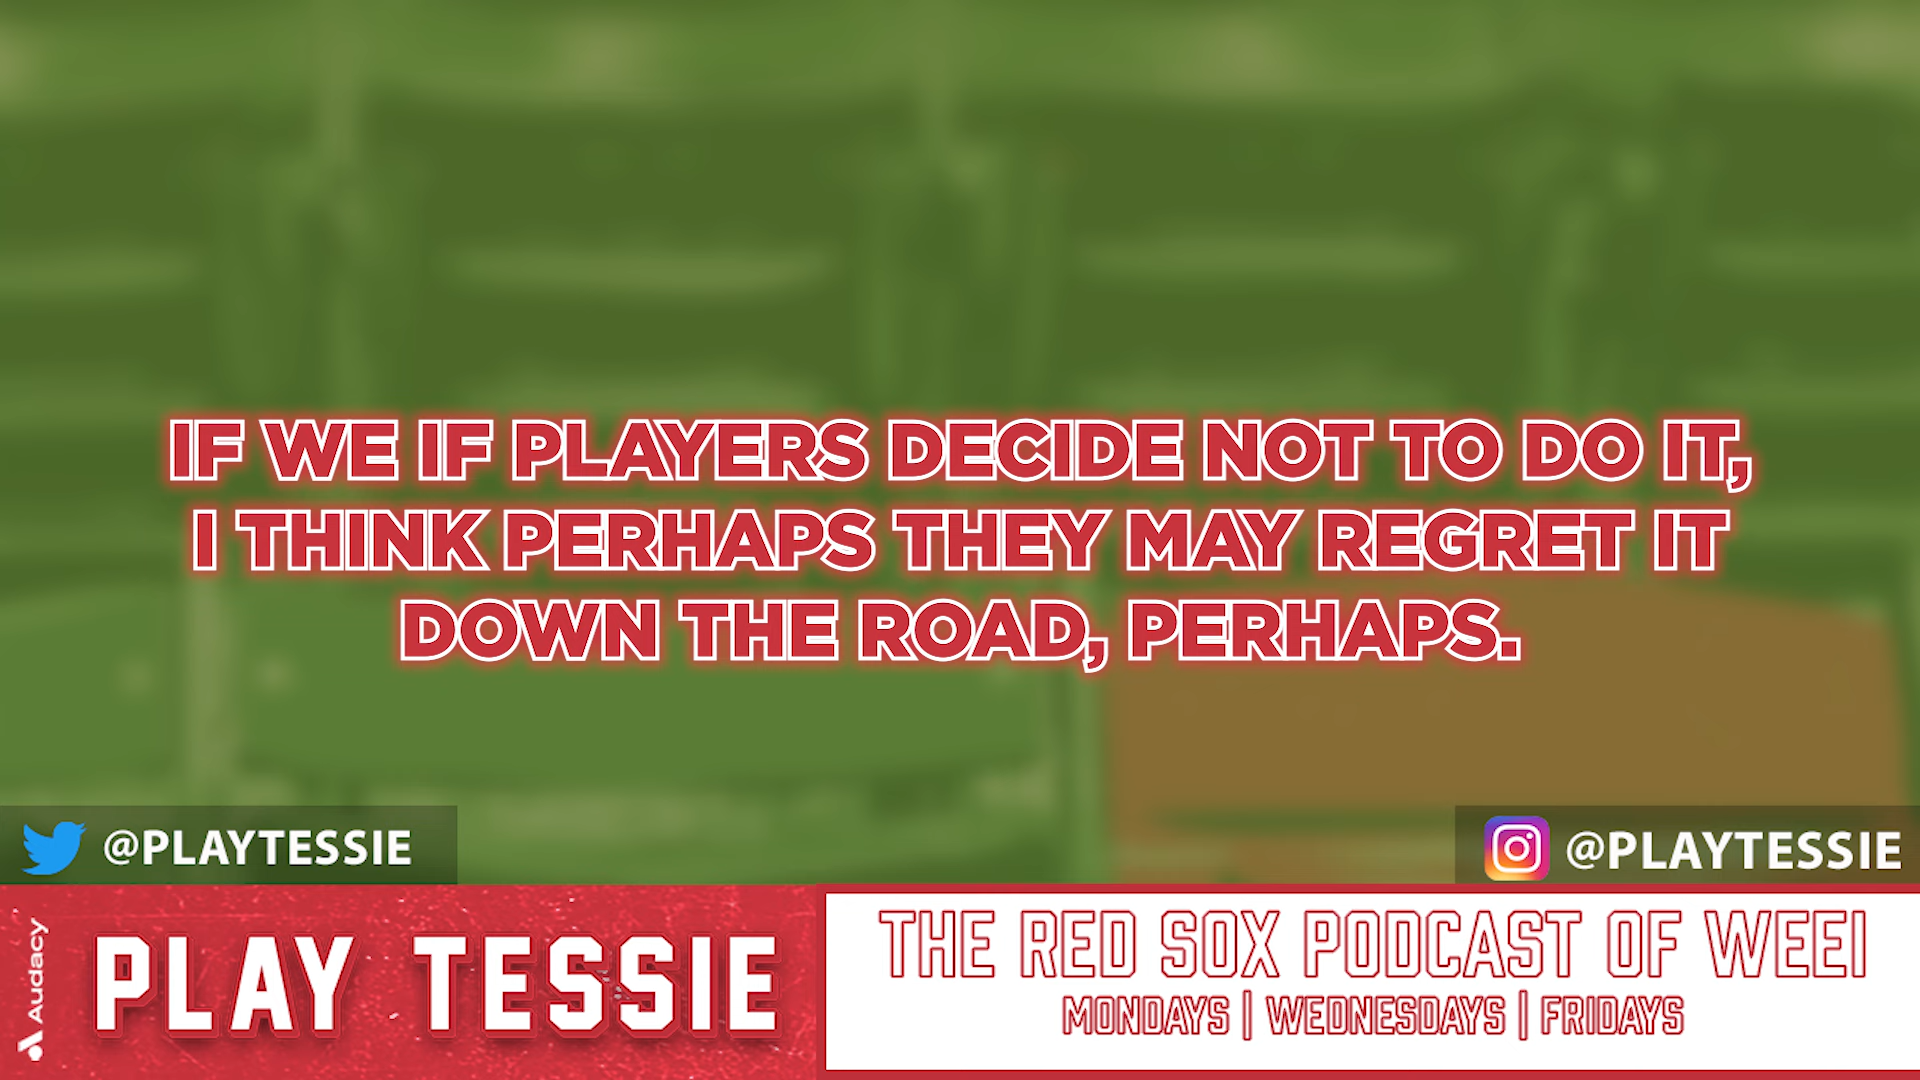 IF WE IF PLAYERS DECIDE NOT TO DO IT,
I THINK PERHAPS THEY MAY REGRET IT
DOWN THE ROAD, PERHAPS.
@PLAYTESSIE
@PLAYTESSIE
Audacy
PLAY TESSIE
THE RED SOX PODCAST OF WEEI
MONDAYS | WEDNESDAYS | FRIDAYS